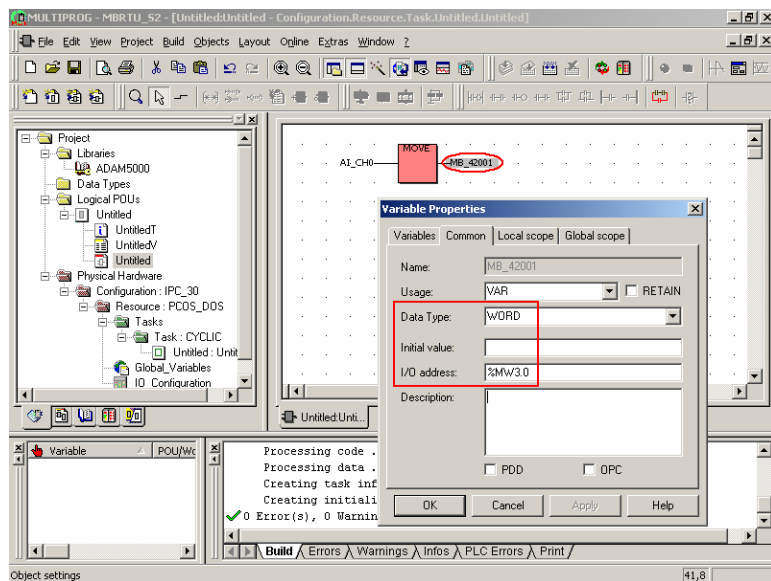 MULTIPROG - MBRTU_S2 - [Untitled:Untitled - Configuration.Resource.Task.Untitled.Untitled]
File Edit View Project Build Objects Layout Online Extras Window ?
Project
Libraries
ADAM5000
Data Types
Logical POUs
Untitled
UntitledT
UntitledV
Untitled
Physical Hardware
Configuration : IPC_30
Resource : PCOS_DOS
Tasks
Task : CYCLIC
Untitled : Untit
Global_Variables
IO_Configuration
MOVE
AI_CH0
MB_42001
Untitled:Unti...
Variable Properties
Variables Common Local scope Global scope
Name: MB_42001
Usage: VAR RETAIN
Data Type: WORD
Initial value:
I/O address: %MW3.0
Description:
PDD OPC
OK Cancel Apply Help
Variable POU/Wc
Processing code .
Processing data .
Creating task inf
Creating initiali
0 Error(s), 0 Warnin
Build Errors Warnings Infos PLC Errors Print
Object settings 41,8